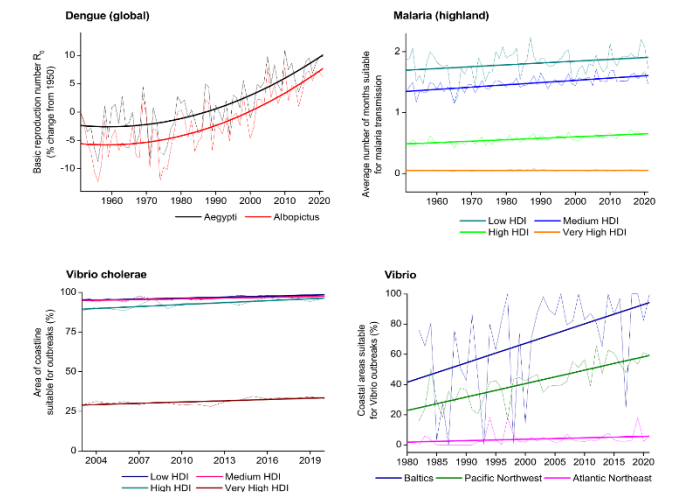 Dengue (global)
Basic reproduction number R0
(% change from 1950)
10
5
0
-5
-10
1960 1970 1980 1990 2000 2010 2020
Aegypti Albopictus
Malaria (highland)
Average number of months suitable
for malaria transmission
2
1
0
1960 1970 1980 1990 2000 2010 2020
Low HDI Medium HDI
High HDI Very High HDI
Vibrio cholerae
Area of coastline
suitable for outbreaks (%)
100
75
50
25
0
2004 2007 2010 2013 2016 2019
Low HDI Medium HDI
High HDI Very High HDI
Vibrio
Coastal areas suitable
for Vibrio outbreaks (%)
100
80
60
40
20
0
1980 1985 1990 1995 2000 2005 2010 2015 2020
Baltics Pacific Northwest Atlantic Northeast